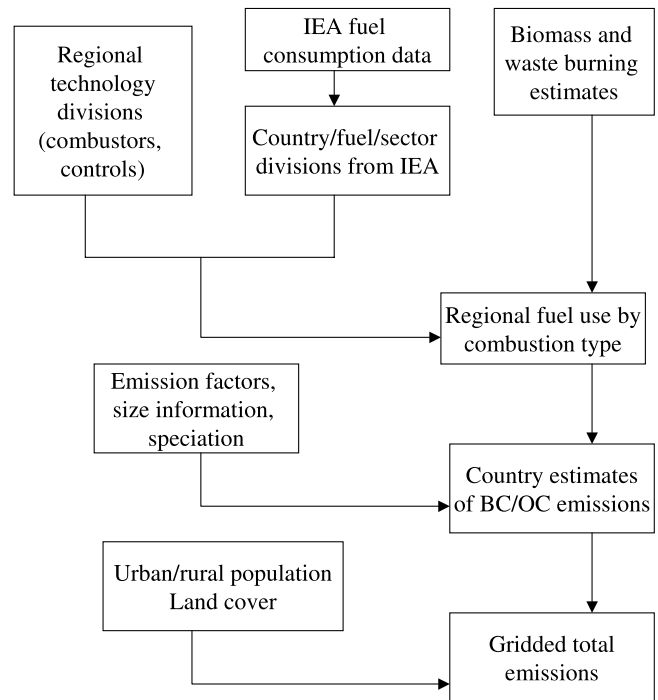 Regional
technology
divisions
(combustors,
controls)
IEA fuel
consumption data
Biomass and
waste burning
estimates
Country/fuel/sector
divisions from IEA
Regional fuel use by
combustion type
Emission factors,
size information,
speciation
Country estimates
of BC/OC emissions
Urban/rural population
Land cover
Gridded total
emissions